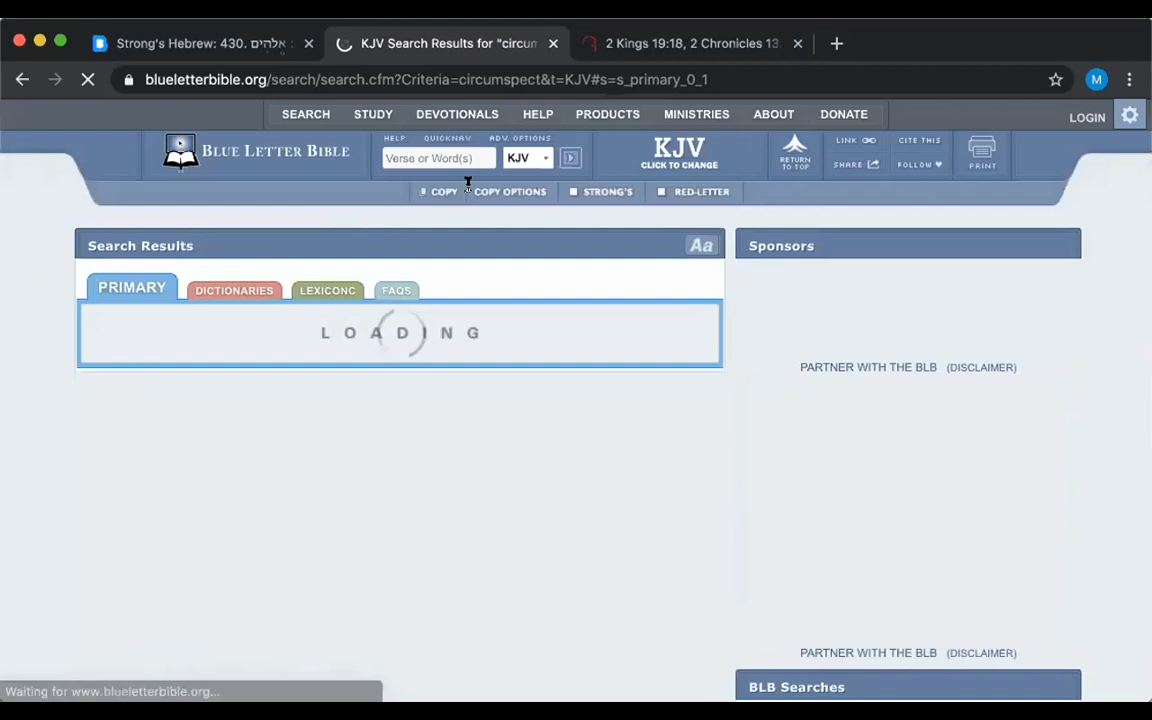 Strong's Hebrew: 430. אֱלֹהִים
KJV Search Results for "circum
2 Kings 19:18, 2 Chronicles 13
blueletterbible.org/search/search.cfm?Criteria=circumspect&t=KJV#s=s_primary_0_1
M
SEARCH STUDY DEVOTIONALS HELP PRODUCTS MINISTRIES ABOUT DONATE
LOGIN
HELP QUICKNAV ADV. OPTIONS
BLUE LETTER BIBLE
Verse or Word(s)
KJV
KJV
CLICK TO CHANGE
RETURN
TO TOP
LINK
CITE THIS
SHARE
FOLLOW
PRINT
COPY COPY OPTIONS STRONG'S RED-LETTER
Search Results
Aa
Sponsors
PRIMARY DICTIONARIES LEXICONC FAQS
LOADING
PARTNER WITH THE BLB (DISCLAIMER)
PARTNER WITH THE BLB (DISCLAIMER)
BLB Searches
Waiting for www.blueletterbible.org...